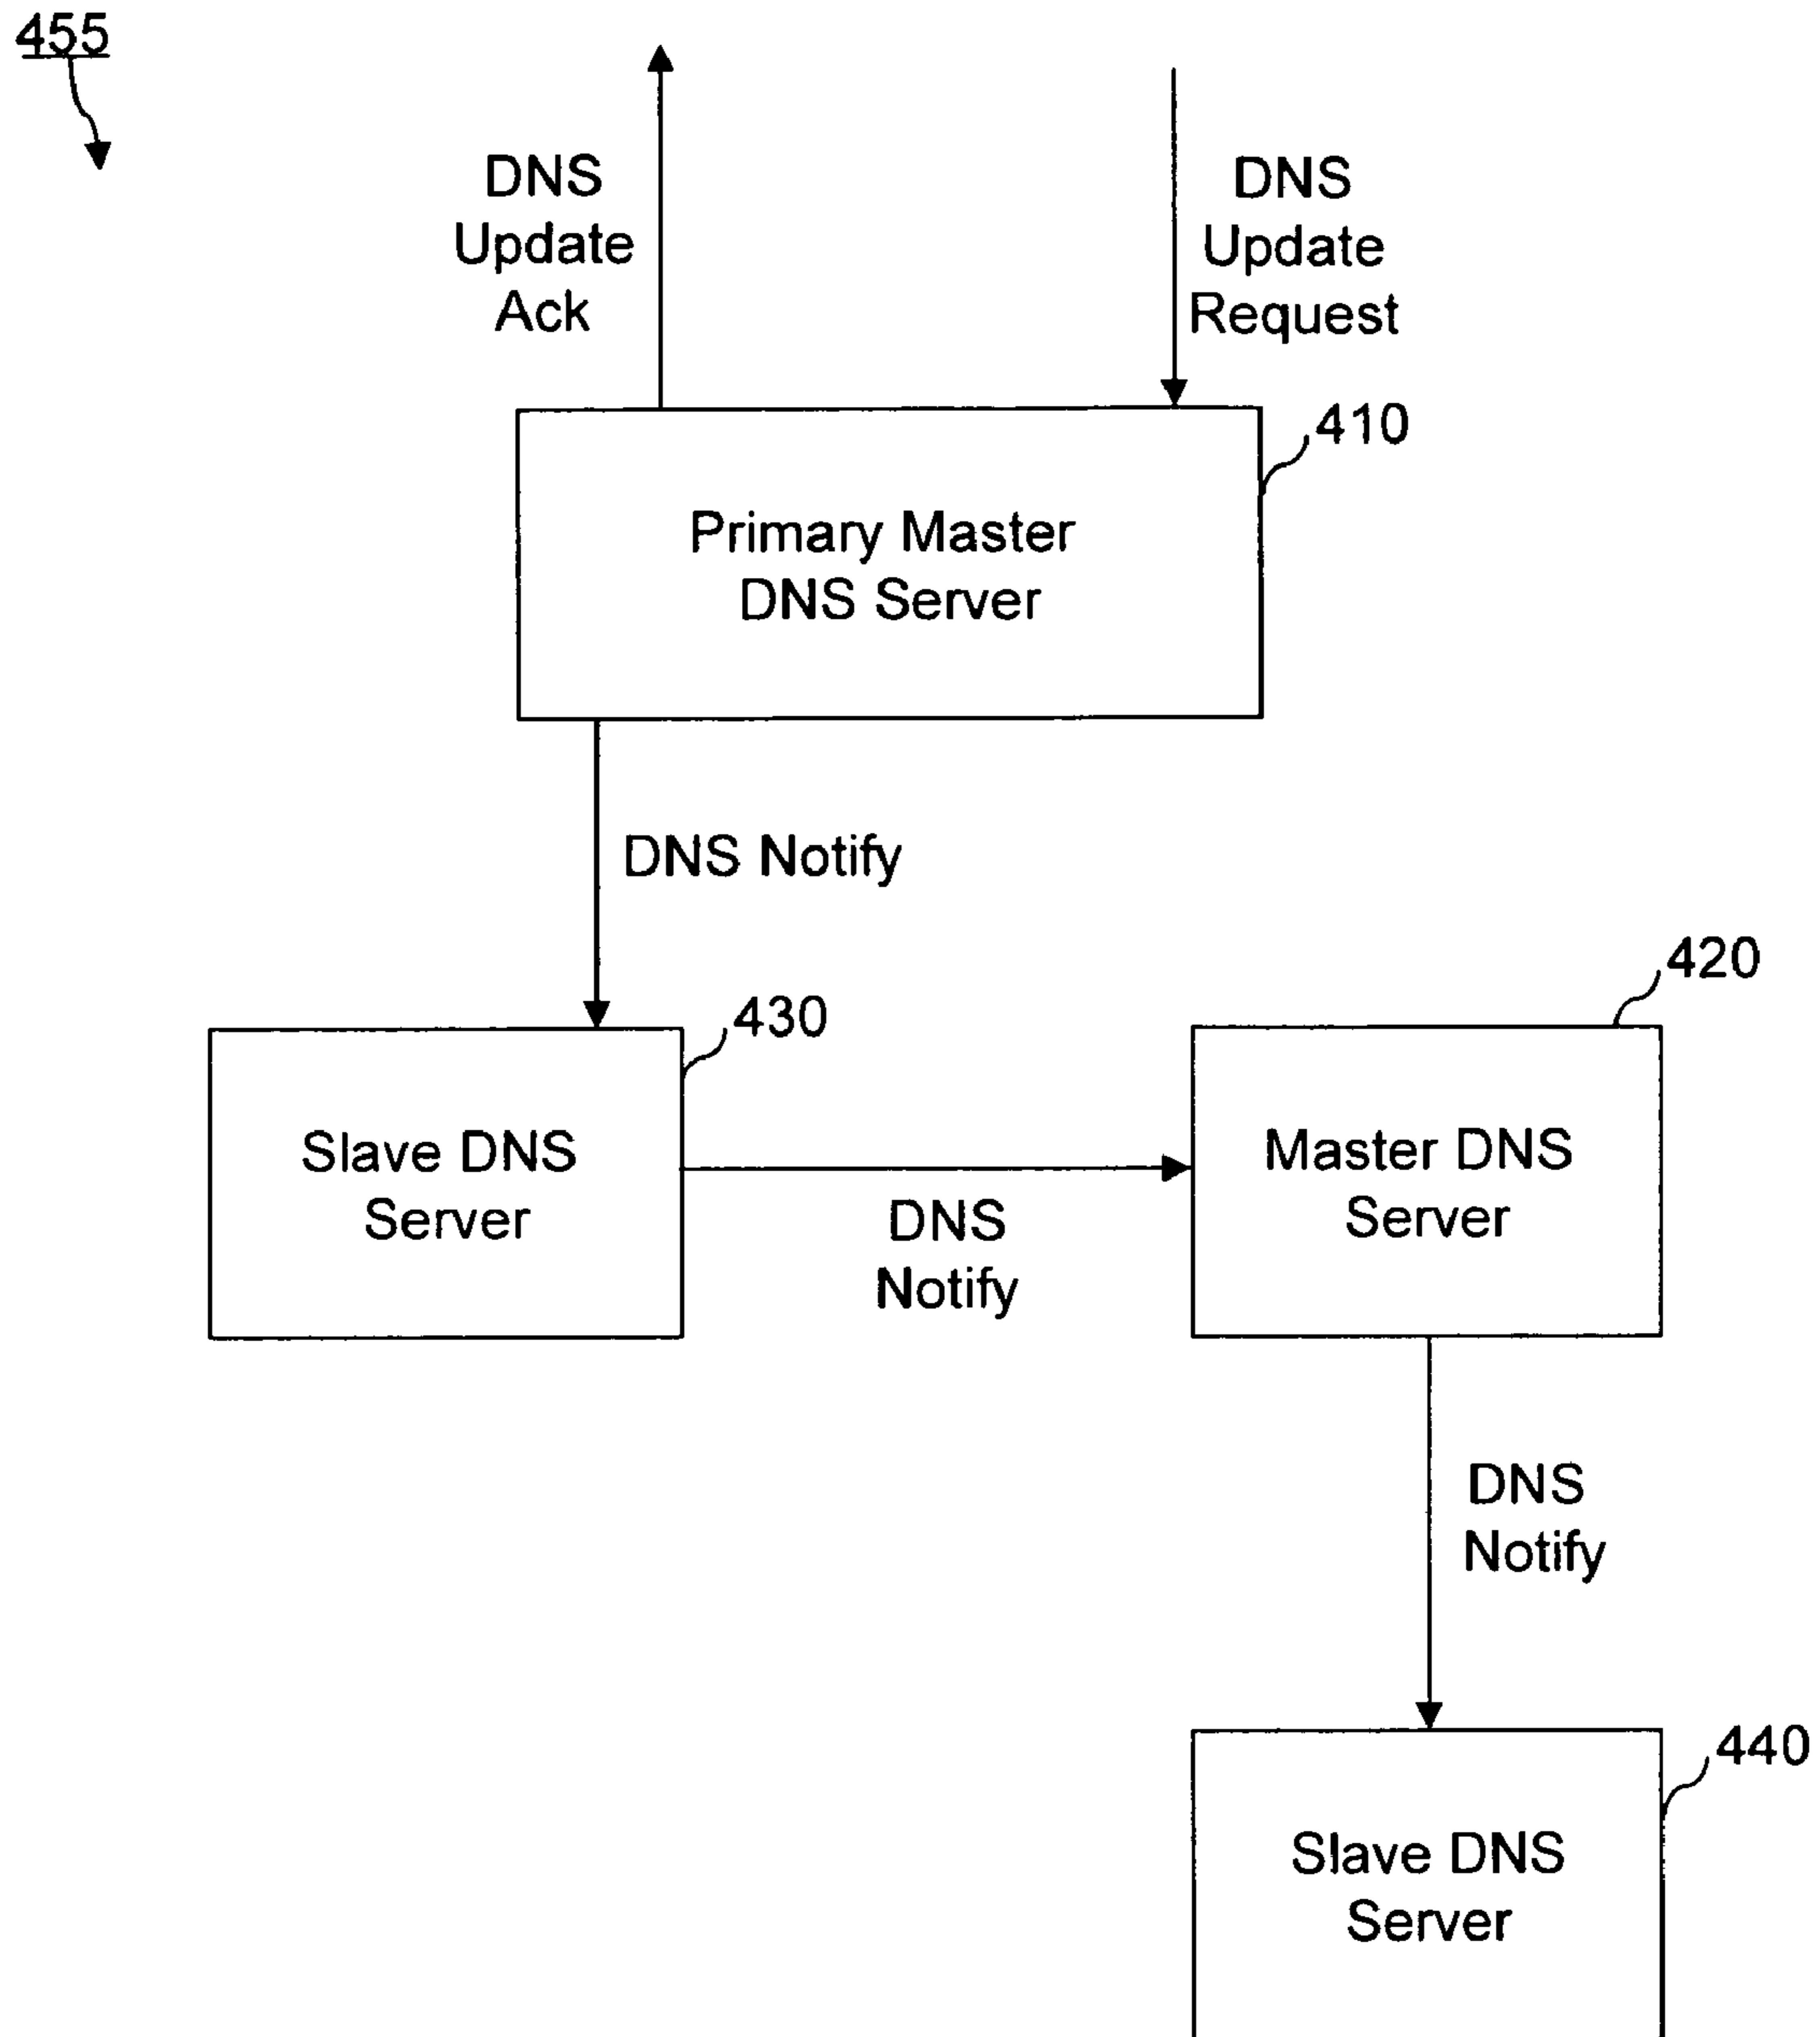 455
DNS
Update
Ack
DNS
Update
Request
410
Primary Master
DNS Server
DNS Notify
420
430
Slave DNS
Server
Master DNS
Server
DNS
Notify
DNS
Notify
440
Slave DNS
Server